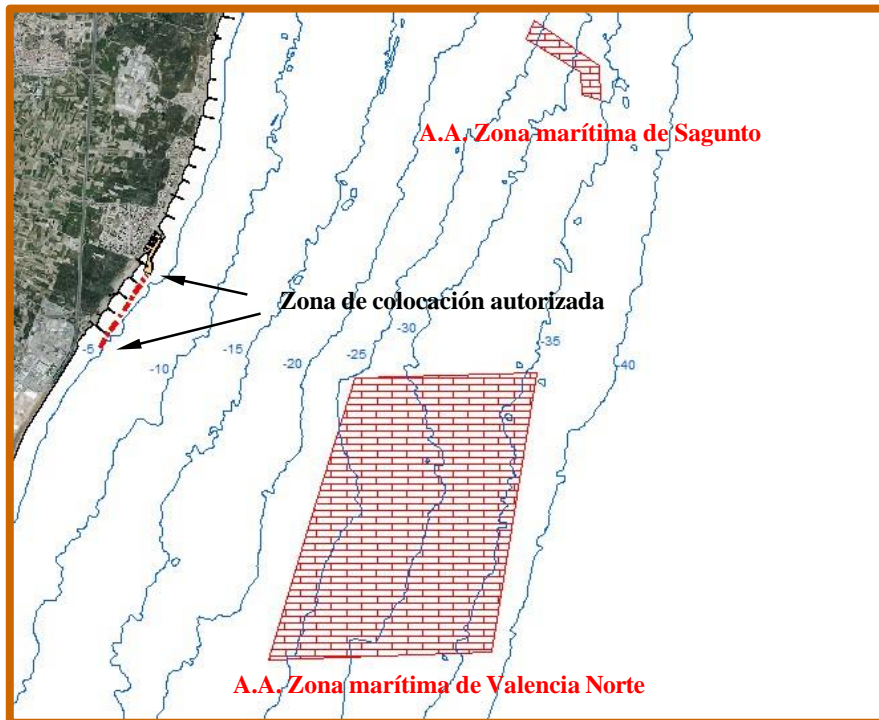 A.A. Zona marítima de Sagunto
Zona de colocación autorizada
-5
-10
-15
-20
-25
-30
-35
-40
A.A. Zona marítima de Valencia Norte